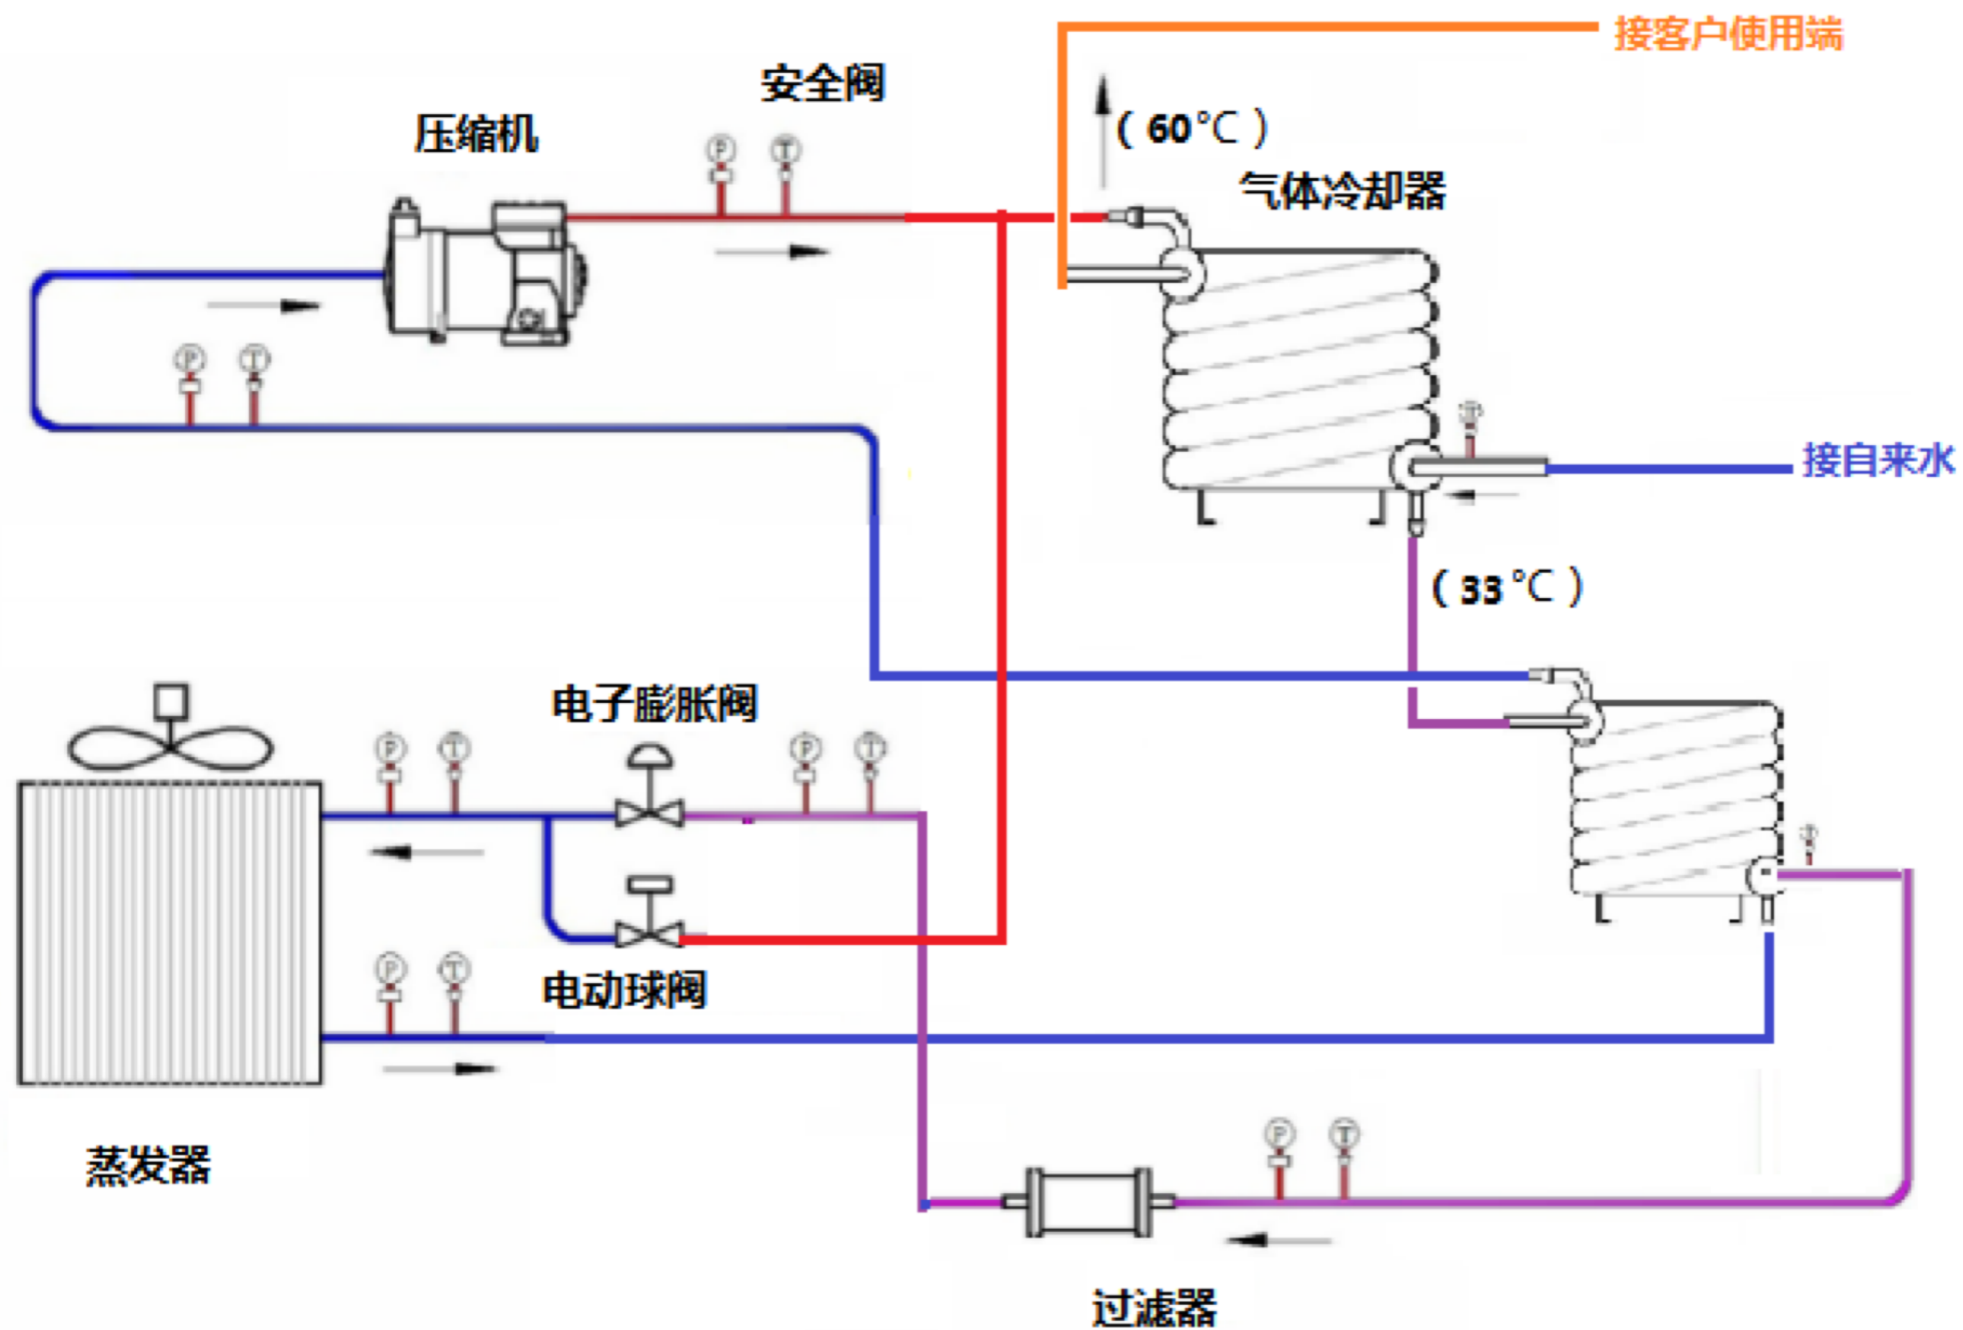 接客户使用端
安全阀
压缩机
(60℃)
P
T
气体冷却器
P
T
T
接自来水
(33℃)
电子膨胀阀
P
T
P
T
T
电动球阀
P
T
P
T
蒸发器
过滤器